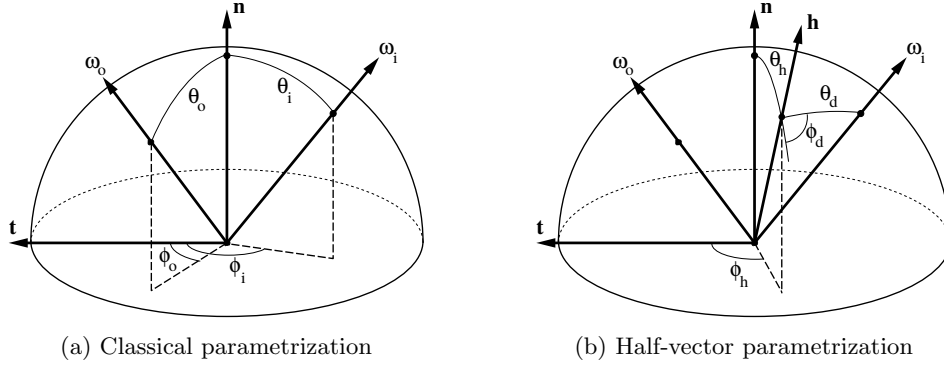 n
ω_o
ω_i
θ_o
θ_i
t
ϕ_o
ϕ_i
(a) Classical parametrization
n
h
ω_o
θ_h
ω_i
θ_d
ϕ_d
t
ϕ_h
(b) Half-vector parametrization